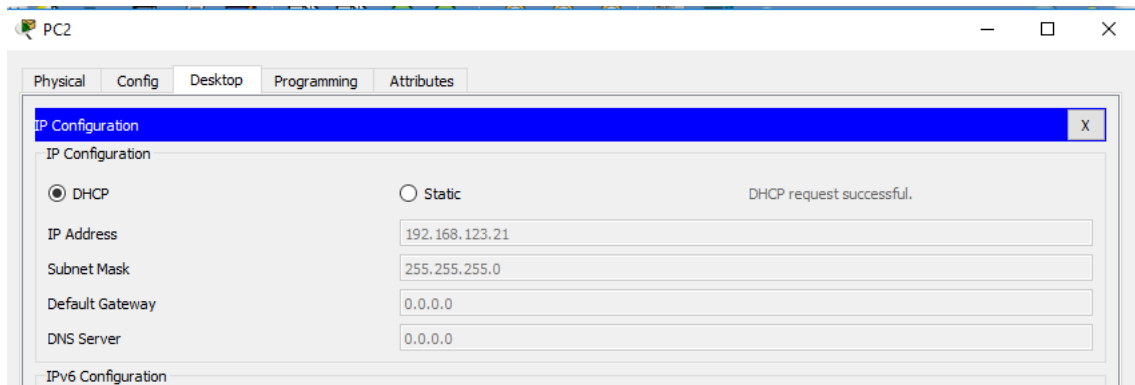 PC2
Physical Config Desktop Programming Attributes
IP Configuration X
IP Configuration
DHCP Static DHCP request successful.
IP Address 192.168.123.21
Subnet Mask 255.255.255.0
Default Gateway 0.0.0.0
DNS Server 0.0.0.0
IPv6 Configuration